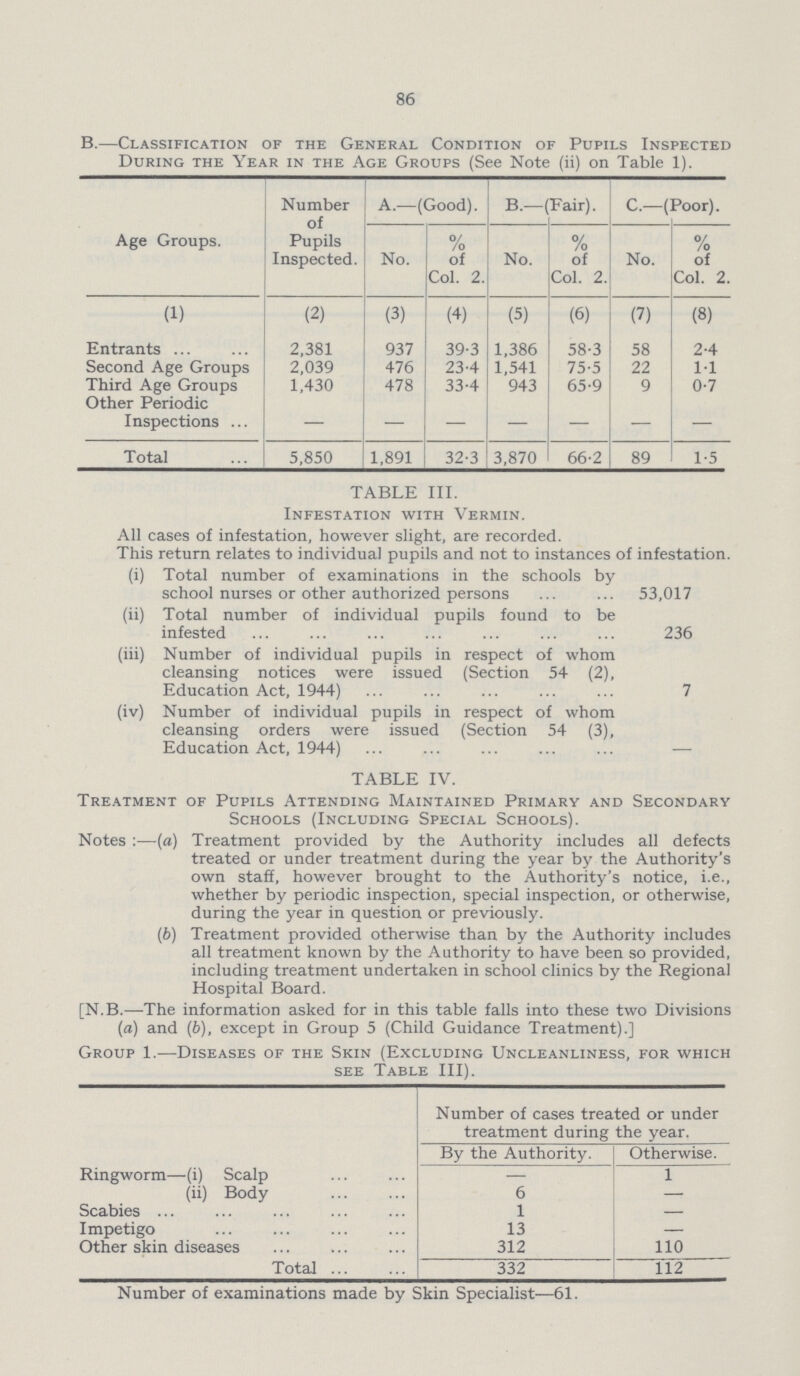 86
B.—Classification of the General Condition of Pupils Inspected
During the Year in the Age Groups (See Note (ii) on Table 1).
Age Groups. Number of Pupils Inspected. A.—(Good). B.—(Fair). C.—(Poor).
No. % of Col. 2. No. % of Col. 2. No. % of Col. 2.
(1) (2) (3) (4) (5) (6) (7) (8)
Entrants ... ... 2,381 937 39·3 1,386 58·3 58 2·4
Second Age Groups 2,039 476 23·4 1,541 75·5 22 1·1
Third Age Groups 1,430 478 33·4 943 65·9 9 0·7
Other Periodic
Inspections ... — — — — — — —
Total ... 5,850 1,891 32·3 3,870 66·2 89 1·5
TABLE III.
Infestation with Vermin.
All cases of infestation, however slight, are recorded.
This return relates to individual pupils and not to instances of infestation.
(i) Total number of examinations in the schools by
school nurses or other authorized persons ... ... 53,017
(ii) Total number of individual pupils found to be
infested ... ... ... ... ... ... ... 236
(iii) Number of individual pupils in respect of whom
cleansing notices were issued (Section 54 (2),
Education Act, 1944) ... ... ... ... ... 7
(iv) Number of individual pupils in respect of whom
cleansing orders were issued (Section 54 (3),
Education Act, 1944) ... ... ... ... ... —
TABLE IV.
Treatment of Pupils Attending Maintained Primary and Secondary
Schools (Including Special Schools).
Notes :—(a) Treatment provided by the Authority includes all defects
treated or under treatment during the year by the Authority's
own staff, however brought to the Authority's notice, i.e.,
whether by periodic inspection, special inspection, or otherwise,
during the year in question or previously.
(b) Treatment provided otherwise than by the Authority includes
all treatment known by the Authority to have been so provided,
including treatment undertaken in school clinics by the Regional
Hospital Board.
[N.B.—The information asked for in this table falls into these two Divisions
(a) and (b), except in Group 5 (Child Guidance Treatment).]
Group 1.—Diseases of the Skin (Excluding Uncleanliness, for which
see Table III).
Number of cases treated or under
treatment during the year.
By the Authority. Otherwise.
Ringworm—(i) Scalp ... ... — 1
(ii) Body ... ... 6 —
Scabies ... ... ... ... ... 1 —
Impetigo ... ... ... ... 13 —
Other skin diseases ... ... ... 312 110
Total ... ... 332 112
Number of examinations made by Skin Specialist—61.